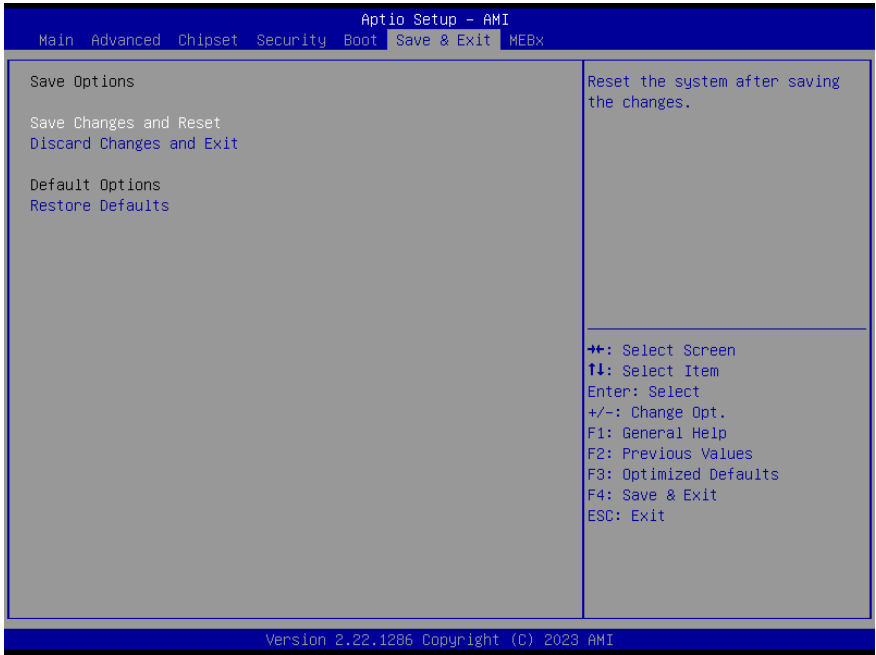 Aptio Setup – AMI
Main Advanced Chipset Security Boot Save & Exit MEBx
Save Options
Save Changes and Reset
Discard Changes and Exit
Default Options
Restore Defaults
Reset the system after saving
the changes.
→←: Select Screen
↑↓: Select Item
Enter: Select
+/-: Change Opt.
F1: General Help
F2: Previous Values
F3: Optimized Defaults
F4: Save & Exit
ESC: Exit
Version 2.22.1286 Copyright (C) 2023 AMI